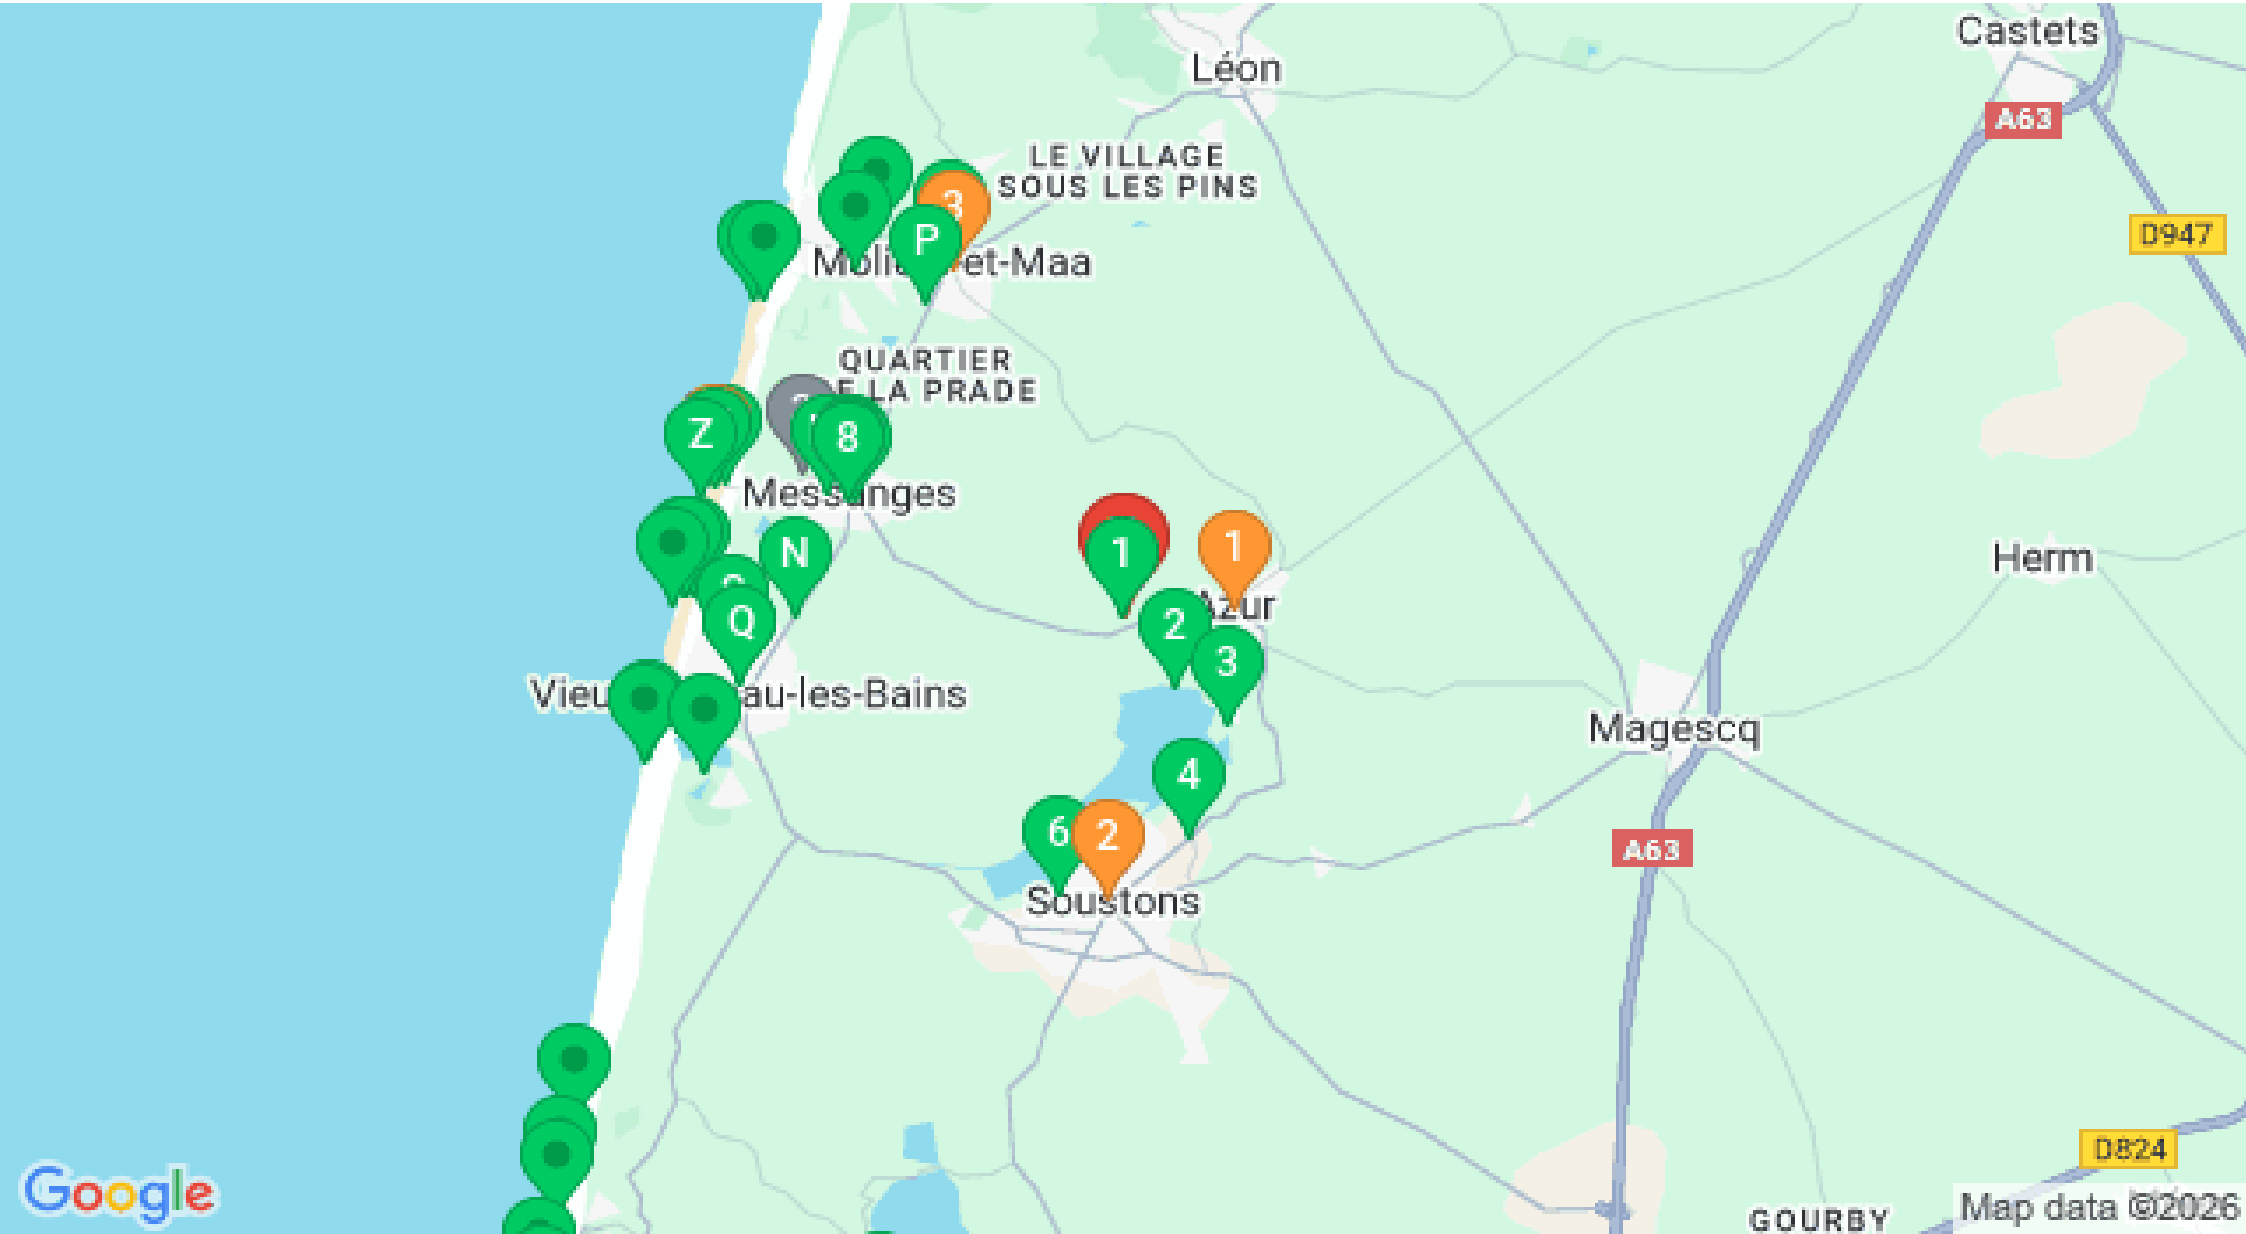 Castets
Léon
A63
LE VILLAGE
SOUS LES PINS
3
P
D947
et-Maa
QUARTIER
LA PRADE
Z
8
Messanges
N
1
1
Herm
Azur
2
Q
3
Vieu
au-les-Bains
Magescq
4
6
2
A63
Soustons
D824
Google
GOURBY
Map data ©2026